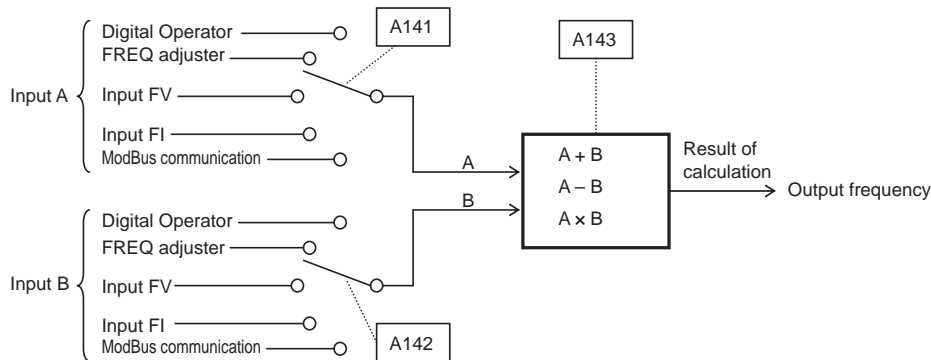 Digital Operator
A141
FREQ adjuster
Input A
Input FV
Input FI
ModBus communication
A143
A
B
A + B
A – B
A × B
Result of
calculation
Output frequency
Digital Operator
FREQ adjuster
Input B
Input FV
Input FI
ModBus communication
A142